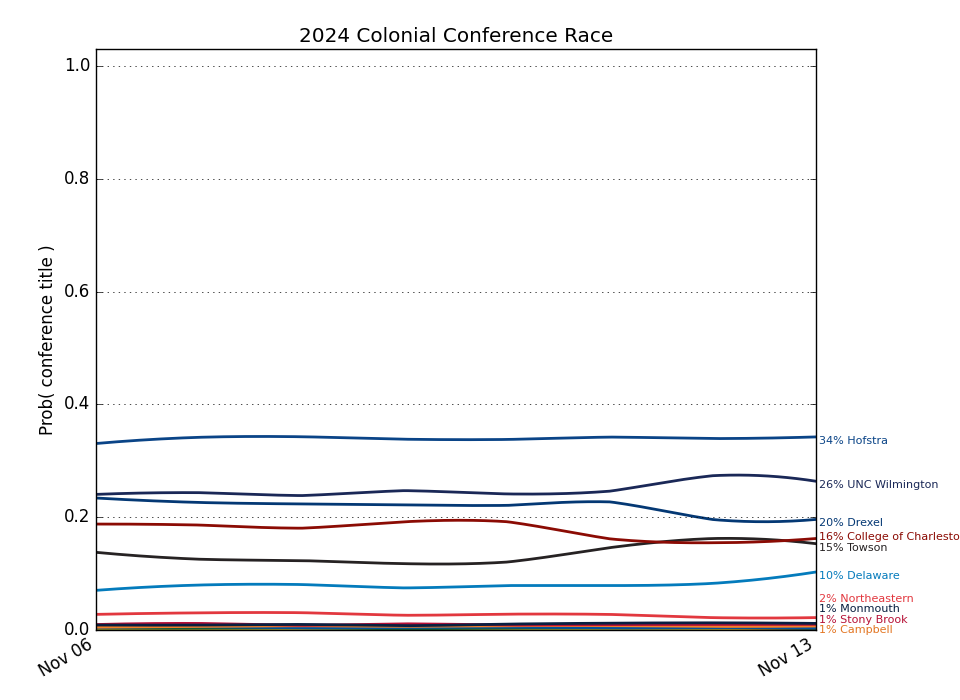 2024 Colonial Conference Race
Prob( conference title )
1.0
0.8
0.6
0.4
0.2
0.0
Nov 06
Nov 13
34% Hofstra
26% UNC Wilmington
20% Drexel
16% College of Charlesto
15% Towson
10% Delaware
2% Northeastern
1% Monmouth
1% Stony Brook
1% Campbell